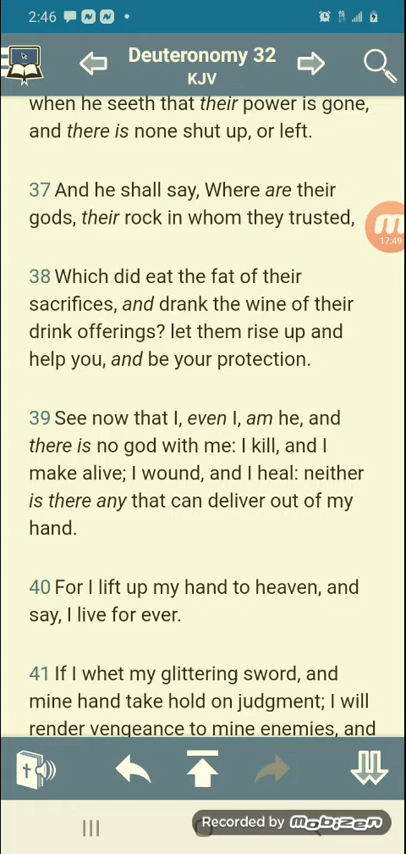 2:46
Deuteronomy 32
KJV
when he seeth that their power is gone,
and there is none shut up, or left.
37 And he shall say, Where are their
gods, their rock in whom they trusted,
17:49
38 Which did eat the fat of their
sacrifices, and drank the wine of their
drink offerings? let them rise up and
help you, and be your protection.
39 See now that I, even I, am he, and
there is no god with me: I kill, and I
make alive; I wound, and I heal: neither
is there any that can deliver out of my
hand.
40 For I lift up my hand to heaven, and
say, I live for ever.
41 If I whet my glittering sword, and
mine hand take hold on judgment; I will
render vengeance to mine enemies, and
Recorded by mobizen